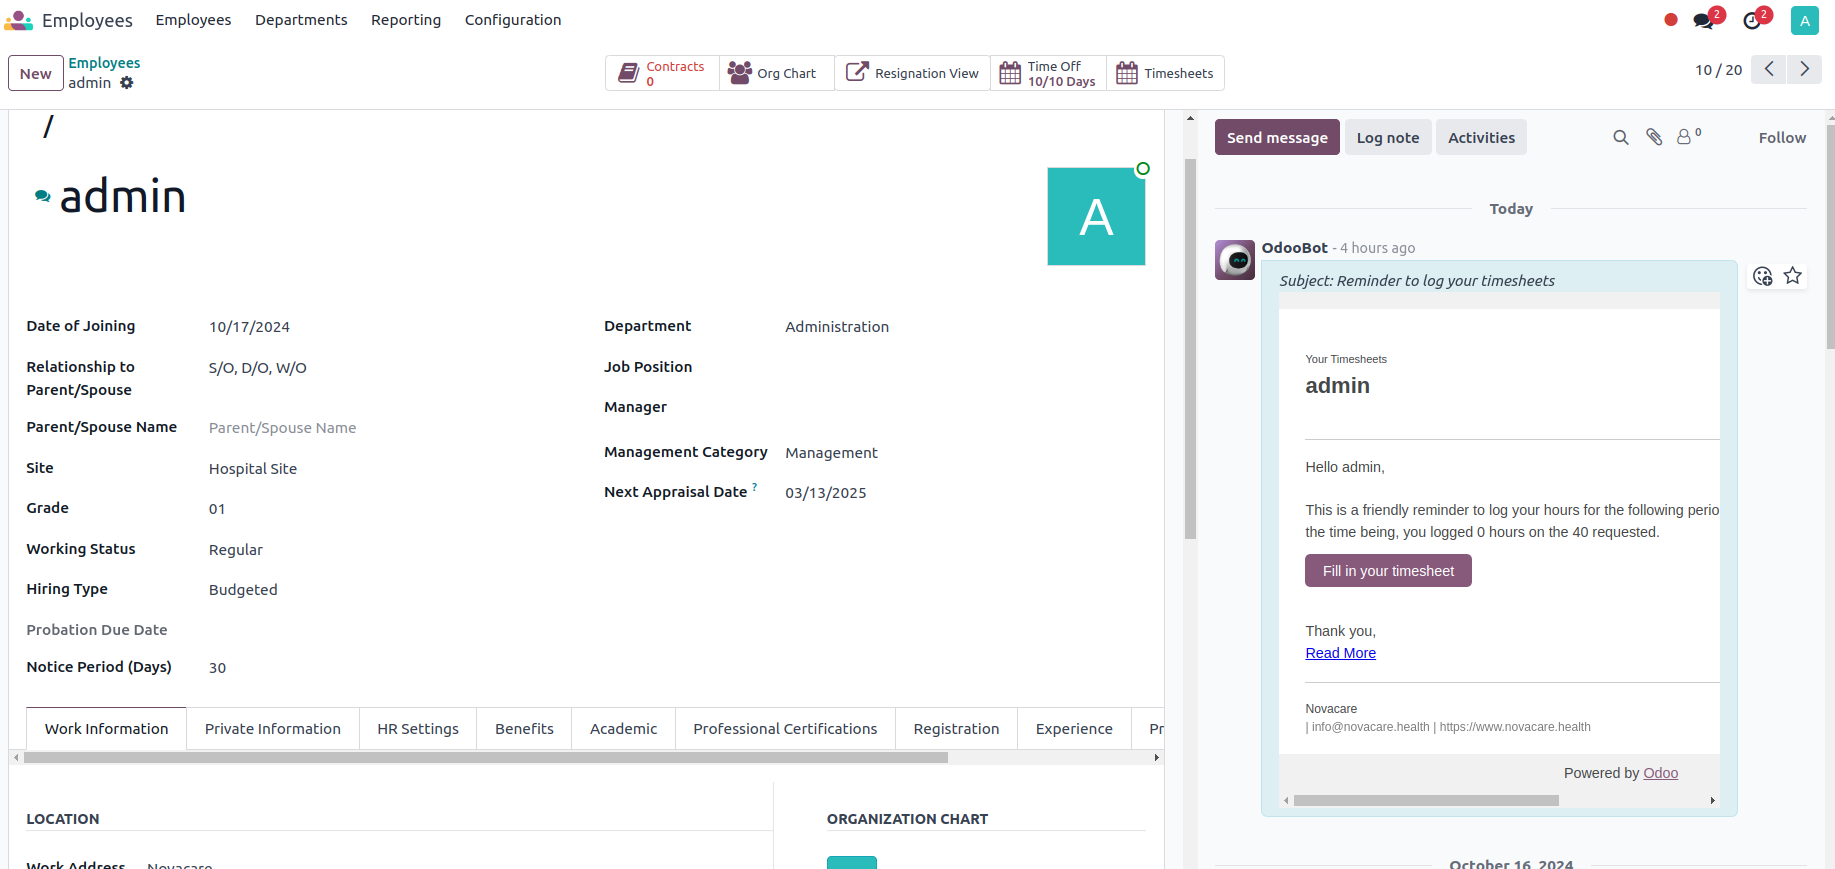 Employees Employees Departments Reporting Configuration 2 2 A
New Employees
admin
Contracts
0
Org Chart
Resignation View
Time Off
10/10 Days
Timesheets
10 / 20
/
admin
A
Date of Joining 10/17/2024
Relationship to
Parent/Spouse
S/O, D/O, W/O
Parent/Spouse Name Parent/Spouse Name
Site Hospital Site
Grade 01
Working Status Regular
Hiring Type Budgeted
Probation Due Date
Notice Period (Days) 30
Department Administration
Job Position
Manager
Management Category Management
Next Appraisal Date ? 03/13/2025
Work Information Private Information HR Settings Benefits Academic Professional Certifications Registration Experience Pr
LOCATION
Work Address Novacare
ORGANIZATION CHART
Send message Log note Activities 0 Follow
Today
OdooBot - 4 hours ago
Subject: Reminder to log your timesheets
Your Timesheets
admin
Hello admin,
This is a friendly reminder to log your hours for the following perio
the time being, you logged 0 hours on the 40 requested.
Fill in your timesheet
Thank you,
Read More
Novacare
| info@novacare.health | https://www.novacare.health
Powered by Odoo
October 16, 2024